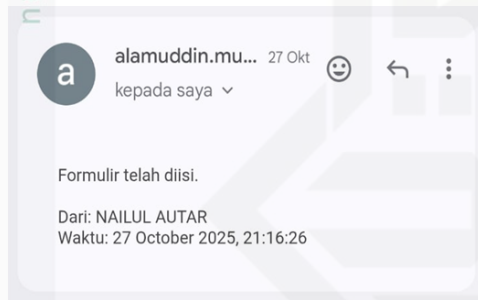 alamuddin.mu... 27 Okt
a
kepada saya
Formulir telah diisi.
Dari: NAILUL AUTAR
Waktu: 27 October 2025, 21:16:26